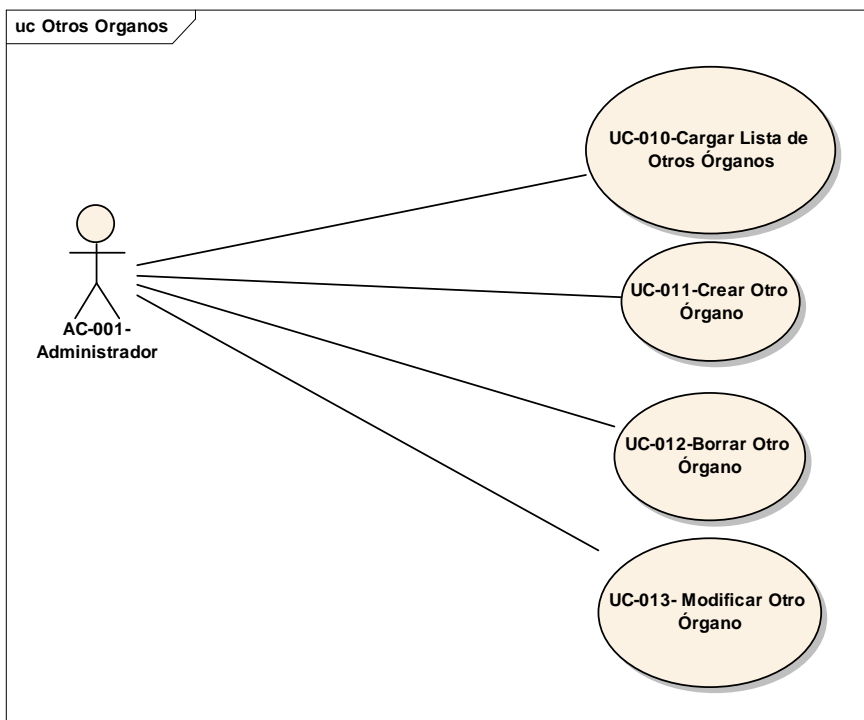 uc Otros Organos
UC-010-Cargar Lista de
Otros Órganos
UC-011-Crear Otro
Órgano
AC-001-
Administrador
UC-012-Borrar Otro
Órgano
UC-013- Modificar Otro
Órgano